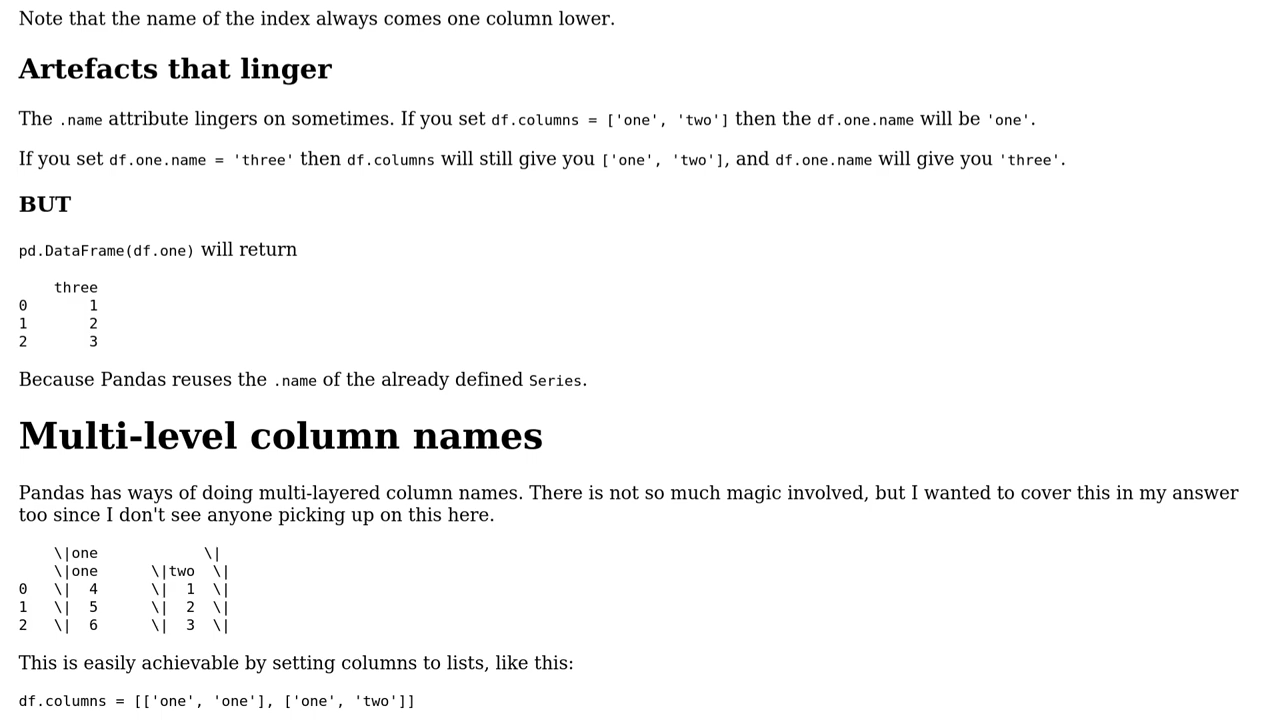 Note that the name of the index always comes one column lower.
Artefacts that linger
The .name attribute lingers on sometimes. If you set df.columns = ['one', 'two'] then the df.one.name will be 'one'.
If you set df.one.name = 'three' then df.columns will still give you ['one', 'two'], and df.one.name will give you 'three'.
BUT
pd.DataFrame(df.one) will return
    three
0       1
1       2
2       3
Because Pandas reuses the .name of the already defined Series.
Multi-level column names
Pandas has ways of doing multi-layered column names. There is not so much magic involved, but I wanted to cover this in my answer
too since I don't see anyone picking up on this here.
    \|one            \|
    \|one      \|two  \|
0   \|  4      \|  1  \|
1   \|  5      \|  2  \|
2   \|  6      \|  3  \|
This is easily achievable by setting columns to lists, like this:
df.columns = [['one', 'one'], ['one', 'two']]